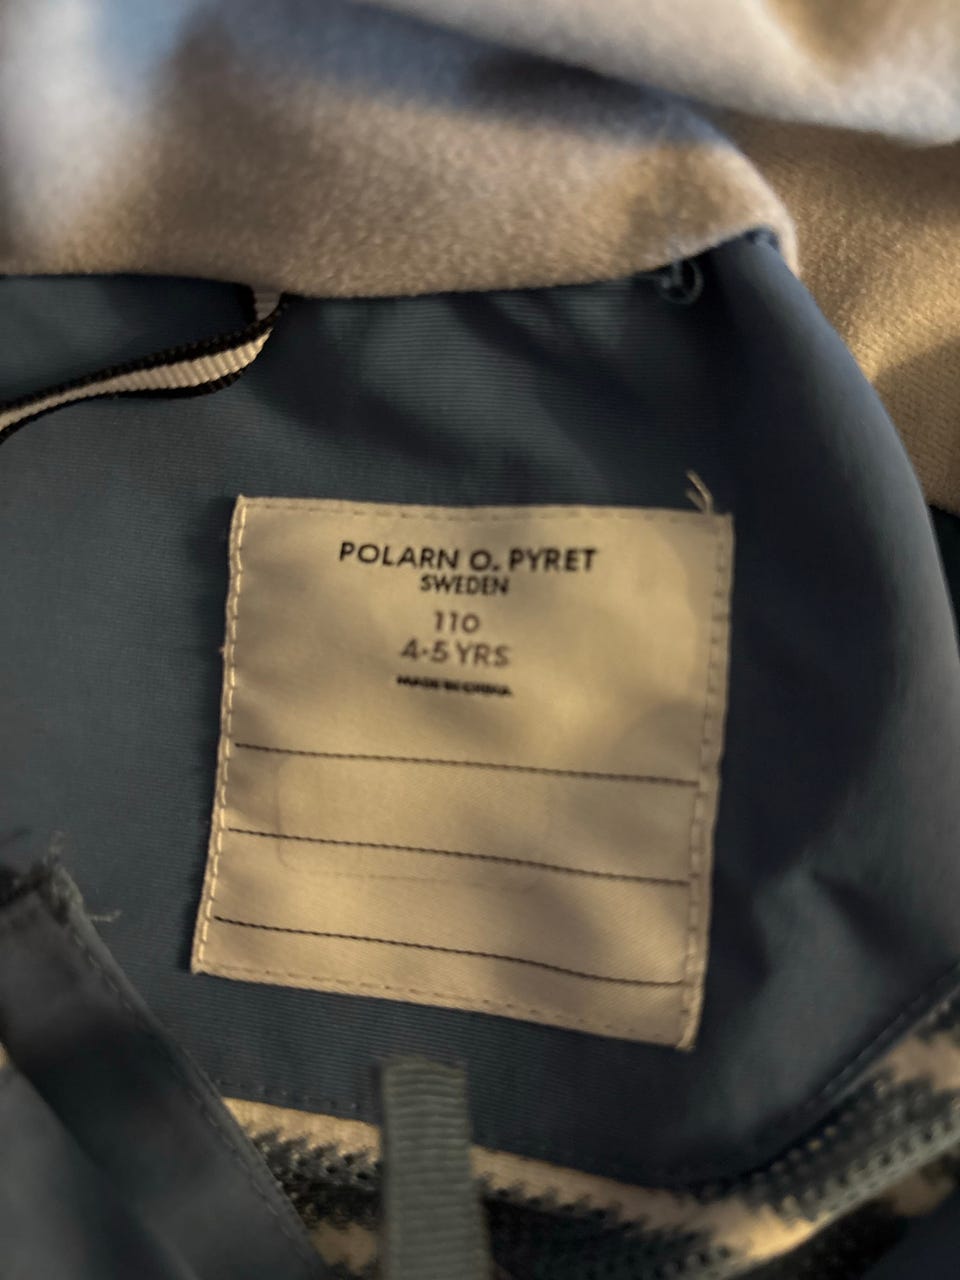 POLARN O. PYRET
SWEDEN
110
4-5 YRS
MADE IN CHINA